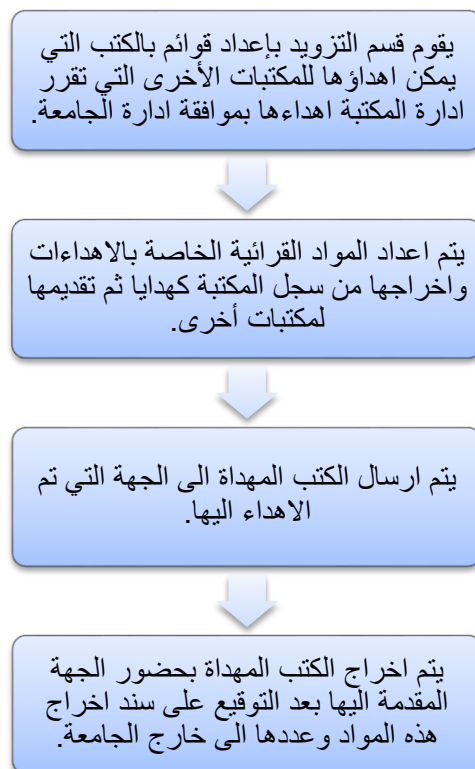 يقوم قسم التزويد بإعداد قوائم بالكتب التي
يمكن اهداؤها للمكتبات الأخرى التي تقرر
ادارة المكتبة اهداءها بموافقة ادارة الجامعة.
يتم اعداد المواد القرائية الخاصة بالاهداءات
واخراجها من سجل المكتبة كهدايا ثم تقديمها
لمكتبات أخرى.
يتم ارسال الكتب المهداة الى الجهة التي تم
الاهداء اليها.
يتم اخراج الكتب المهداة بحضور الجهة
المقدمة اليها بعد التوقيع على سند اخراج
هذه المواد وعددها الى خارج الجامعة.